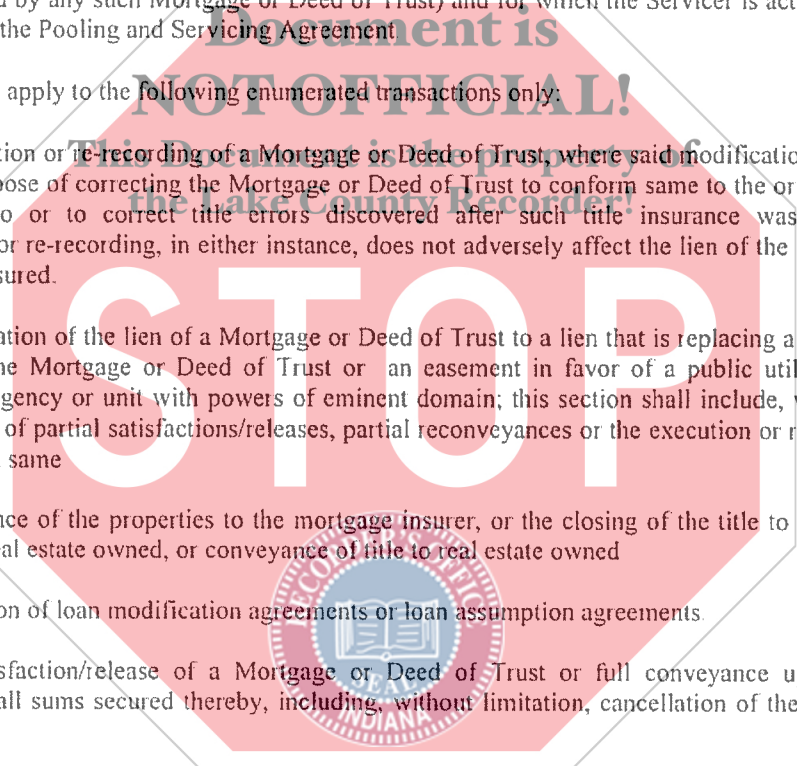 d by any such Mortgage or Deed of Trust) and for which the Servicer is act
the Pooling and Servicing Agreement.
Document is
apply to the following enumerated transactions only:
NOT OFFICIAL!
tion or re-recording of a Mortgage or Deed of Trust, where said modificatio
This Document is the property of
ose of correcting the Mortgage or Deed of Trust to conform same to the or
the Lake County Recorder!
o or to correct title errors discovered after such title insurance was
or re-recording, in either instance, does not adversely affect the lien of the
sured.
STOP
ation of the lien of a Mortgage or Deed of Trust to a lien that is replacing a
he Mortgage or Deed of Trust or an easement in favor of a public util
gency or unit with powers of eminent domain; this section shall include,
of partial satisfactions/releases, partial reconveyances or the execution or r
same
nce of the properties to the mortgage insurer, or the closing of the title to
al estate owned, or conveyance of title to real estate owned
on of loan modification agreements or loan assumption agreements.
sfaction/release of a Mortgage or Deed of Trust or full conveyance u
all sums secured thereby, including, without limitation, cancellation of the
RECORDER'S OFFICE
SEAL
INDIANA